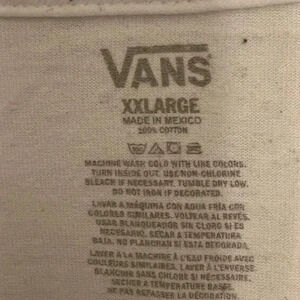 VANS
XXLARGE
MADE IN MEXICO
100% COTTON
MACHINE WASH COLD WITH LIKE COLORS.
TURN INSIDE OUT. USE NON-CHLORINE
BLEACH IF NECESSARY. TUMBLE DRY LOW.
DO NOT IRON IF DECORATED.
LAVAR A MÁQUINA CON AGUA FRÍA CON
COLORES SIMILARES. VOLTEAR AL REVÉS.
USAR BLANQUEADOR SIN CLORO SI ES
NECESARIO. SECAR A TEMPERATURA
BAJA. NO PLANCHAR SI ESTÁ DECORADA.
LAVER À LA MACHINE À L'EAU FROIDE AVEC
COULEURS SIMILAIRES. LAVER À L'ENVERSE.
BLANCHIR SANS CHLORE SI NÉCESSAIRE.
SÉCHER À TEMPÉRATURE BASSE.
NE PAS REPASSER LA DÉCORATION.